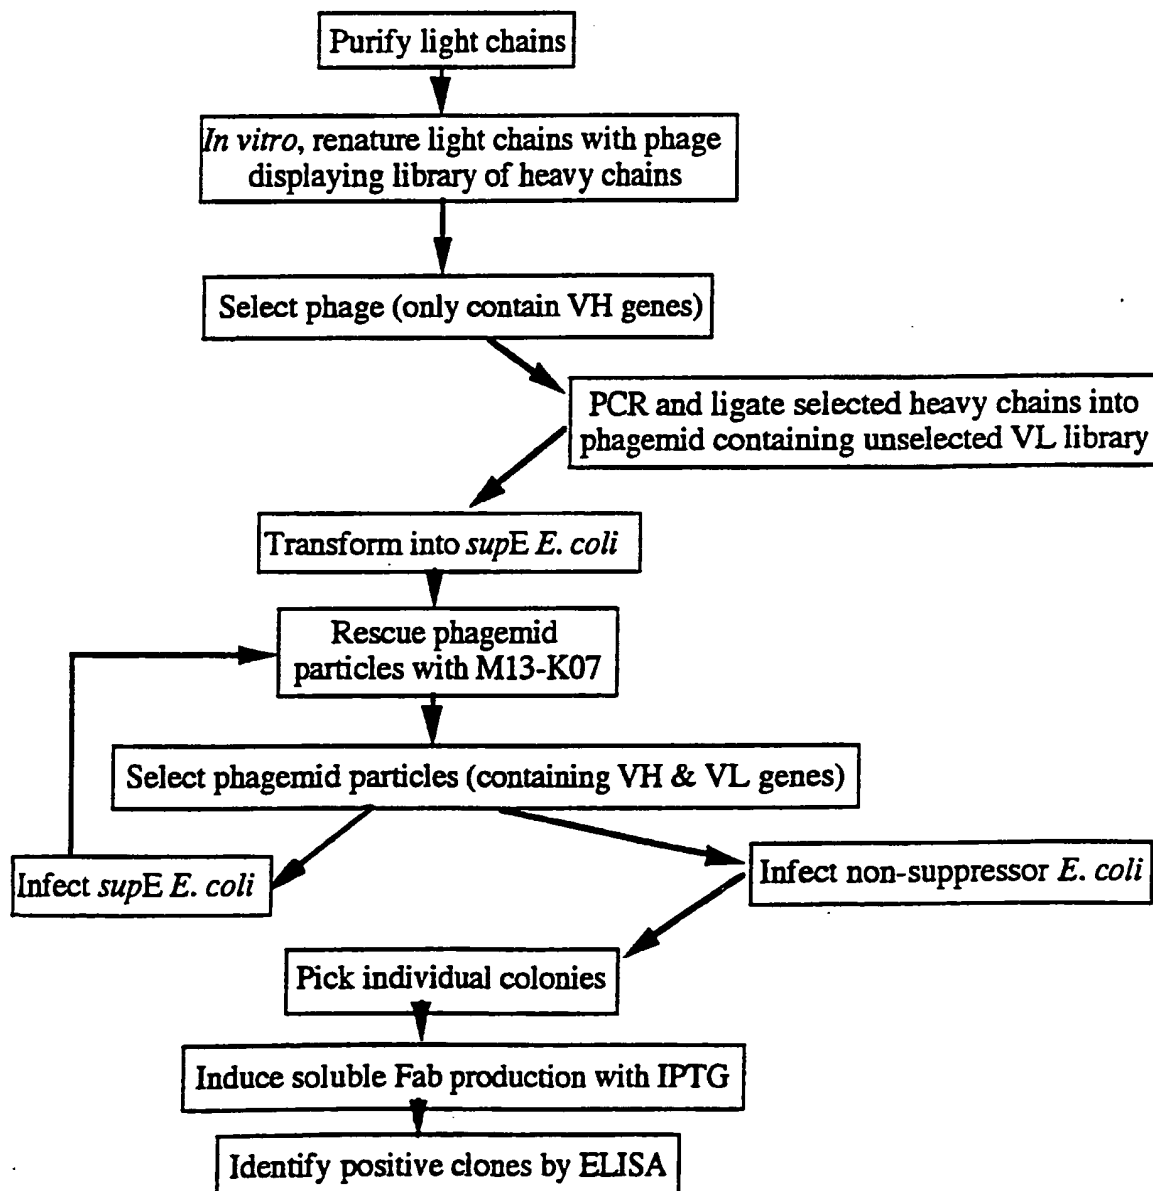 Purify light chains
In vitro, renature light chains with phage
displaying library of heavy chains
Select phage (only contain VH genes)
PCR and ligate selected heavy chains into
phagemid containing unselected VL library
Transform into supE E. coli
Rescue phagemid
particles with M13-K07
Select phagemid particles (containing VH & VL genes)
Infect supE E. coli
Infect non-suppressor E. coli
Pick individual colonies
Induce soluble Fab production with IPTG
Identify positive clones by ELISA